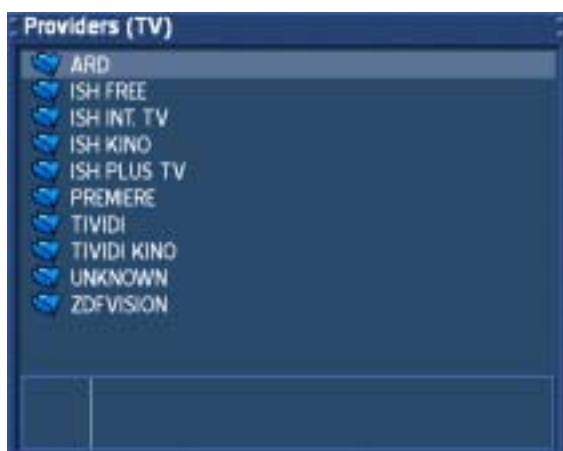 Providers (TV)
ARD
ISH FREE
ISH INT. TV
ISH KINO
ISH PLUS TV
PREMIERE
TIVIDI
TIVIDI KINO
UNKNOWN
ZDFVISION